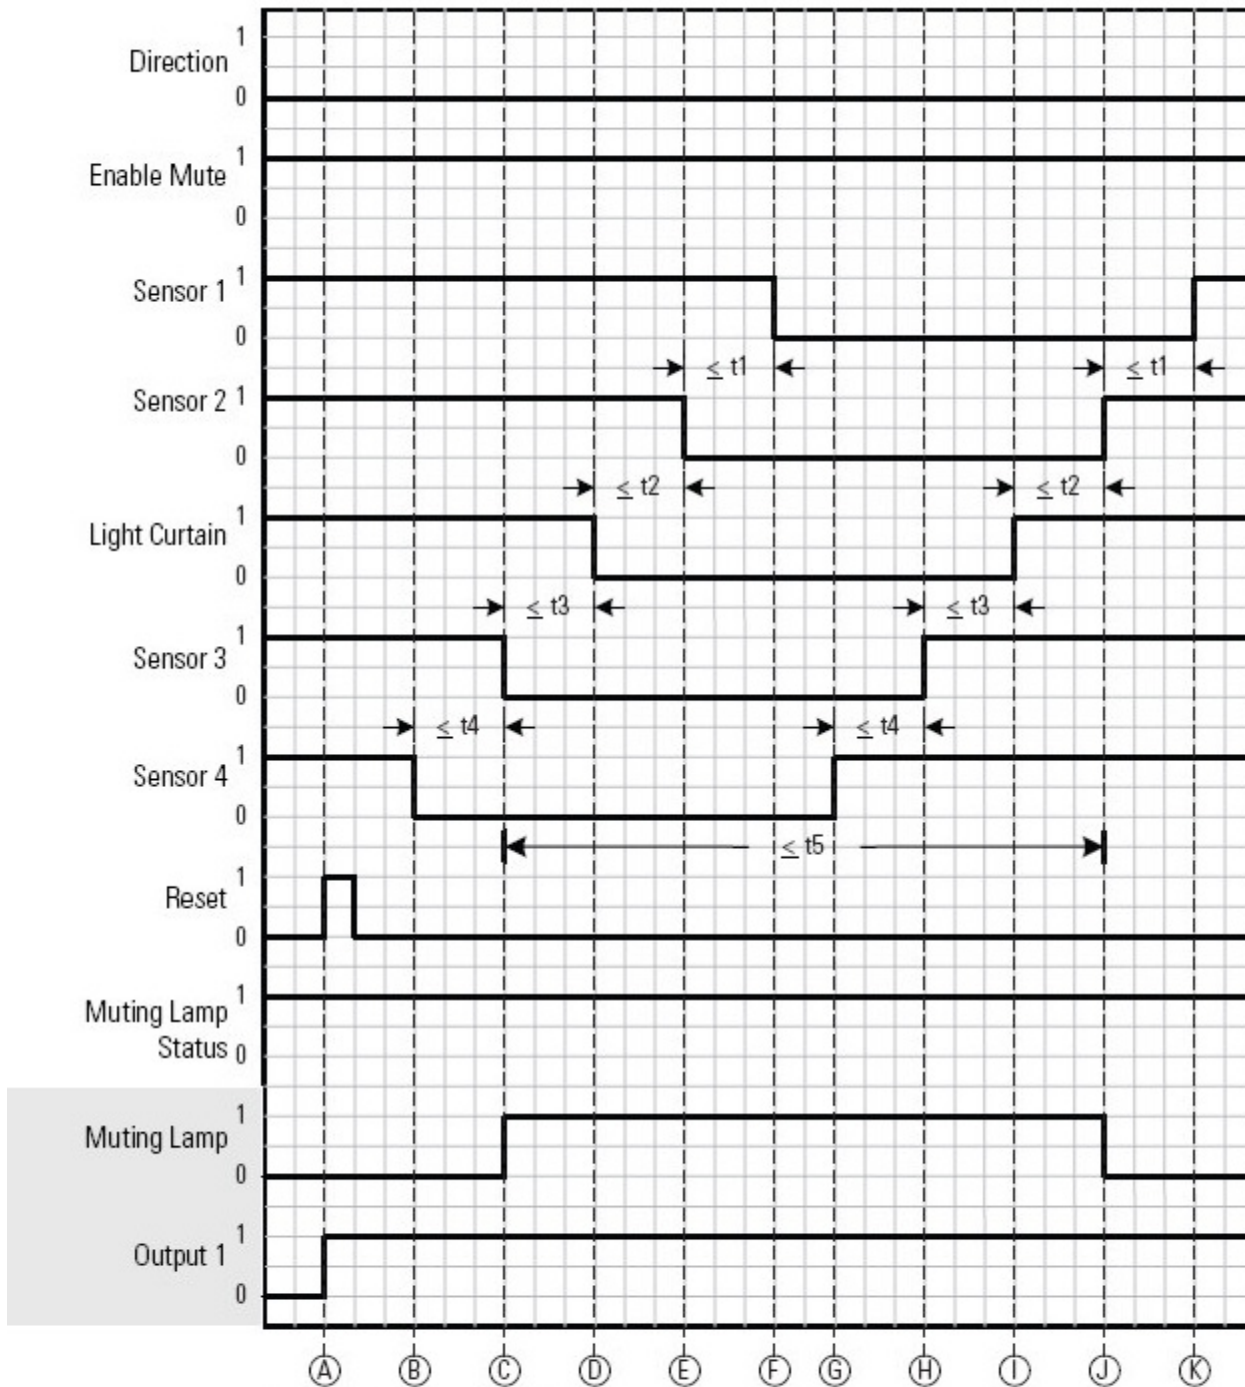 Direction 1
0
Enable Mute 1
0
Sensor 1 1
0
≤ t1 ≤ t1
Sensor 2 1
0
≤ t2 ≤ t2
Light Curtain 1
0
≤ t3 ≤ t3
Sensor 3 1
0
≤ t4 ≤ t4
Sensor 4 1
0
≤ t5
Reset 1
0
Muting Lamp 1
Status 0
Muting Lamp 1
0
Output 1 1
0
A B C D E F G H I J K